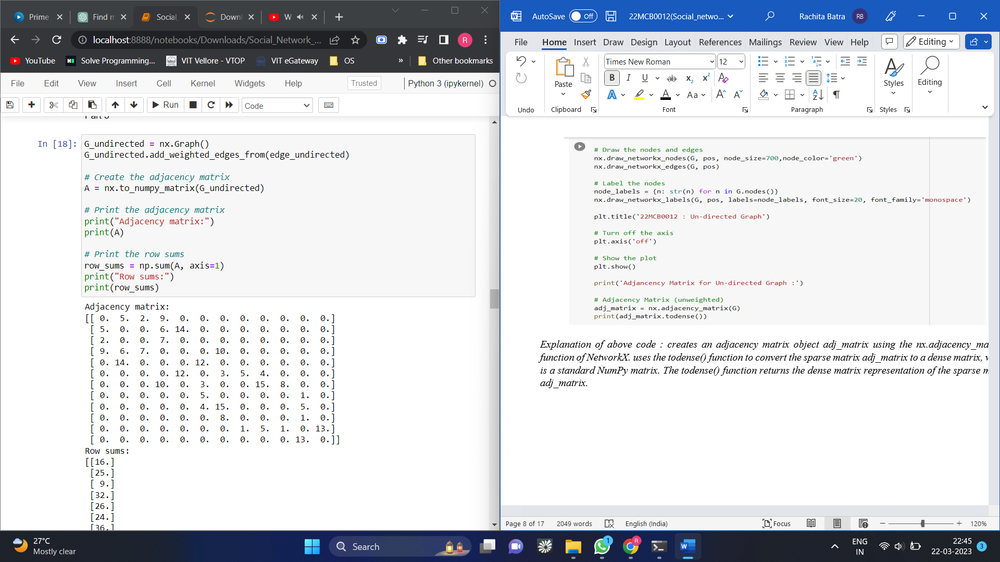 Prime
Find m
Social_
Downl
W
localhost:8888/notebooks/Downloads/Social_Network_...
R
YouTube
Solve Programming...
VIT Vellore - VTOP
VIT eGateway
OS
»
Other bookmarks
File Edit View Insert Cell Kernel Widgets Help
Trusted
Python 3 (ipykernel)
Run
Code
In [18]:
G_undirected = nx.Graph()
G_undirected.add_weighted_edges_from(edge_undirected)
# Create the adjacency matrix
A = nx.to_numpy_matrix(G_undirected)
# Print the adjacency matrix
print("Adjacency matrix:")
print(A)
# Print the row sums
row_sums = np.sum(A, axis=1)
print("Row sums:")
print(row_sums)
Adjacency matrix:
[[ 0. 5. 2. 9. 0. 0. 0. 0. 0. 0. 0. 0.]
[ 5. 0. 0. 6. 14. 0. 0. 0. 0. 0. 0. 0.]
[ 2. 0. 0. 7. 0. 0. 0. 0. 0. 0. 0. 0.]
[ 9. 6. 7. 0. 0. 0. 10. 0. 0. 0. 0. 0.]
[ 0. 14. 0. 0. 0. 12. 0. 0. 0. 0. 0. 0.]
[ 0. 0. 0. 0. 12. 0. 3. 5. 4. 0. 0. 0.]
[ 0. 0. 0. 10. 0. 3. 0. 0. 15. 8. 0. 0.]
[ 0. 0. 0. 0. 0. 5. 0. 0. 0. 0. 1. 0.]
[ 0. 0. 0. 0. 0. 4. 15. 0. 0. 0. 5. 0.]
[ 0. 0. 0. 0. 0. 0. 8. 0. 0. 0. 1. 0.]
[ 0. 0. 0. 0. 0. 0. 0. 1. 5. 1. 0. 13.]
[ 0. 0. 0. 0. 0. 0. 0. 0. 0. 0. 13. 0.]]
Row sums:
[[16.]
[25.]
[ 9.]
[32.]
[26.]
[24.]
[36.]
AutoSave Off
22MCB0012(Social_netwo...
Rachita Batra RB
File Home Insert Draw Design Layout References Mailings Review View Help
Editing
Paste
Times New Roman
12
B I U ab x₂ x² A
A A Aa A A
Styles
Editing
Undo Clipboard Font Paragraph Styles
# Draw the nodes and edges
nx.draw_networkx_nodes(G, pos, node_size=700,node_color='green')
nx.draw_networkx_edges(G, pos)
# Label the nodes
node_labels = {n: str(n) for n in G.nodes()}
nx.draw_networkx_labels(G, pos, labels=node_labels, font_size=20, font_family='monospace')
plt.title('22MCB0012 : Un-directed Graph')
# Turn off the axis
plt.axis('off')
# Show the plot
plt.show()
print('Adjancency Matrix for Un-directed Graph :')
# Adjacency Matrix (unweighted)
adj_matrix = nx.adjacency_matrix(G)
print(adj_matrix.todense())
Explanation of above code : creates an adjacency matrix object adj_matrix using the nx.adjacency_ma
function of NetworkX. uses the todense() function to convert the sparse matrix adj_matrix to a dense matrix,
is a standard NumPy matrix. The todense() function returns the dense matrix representation of the sparse m
adj_matrix.
Page 8 of 17
2049 words
English (India)
Focus
120%
27°C
Mostly clear
Search
1
R
ENG
IN
22:45
22-03-2023
3